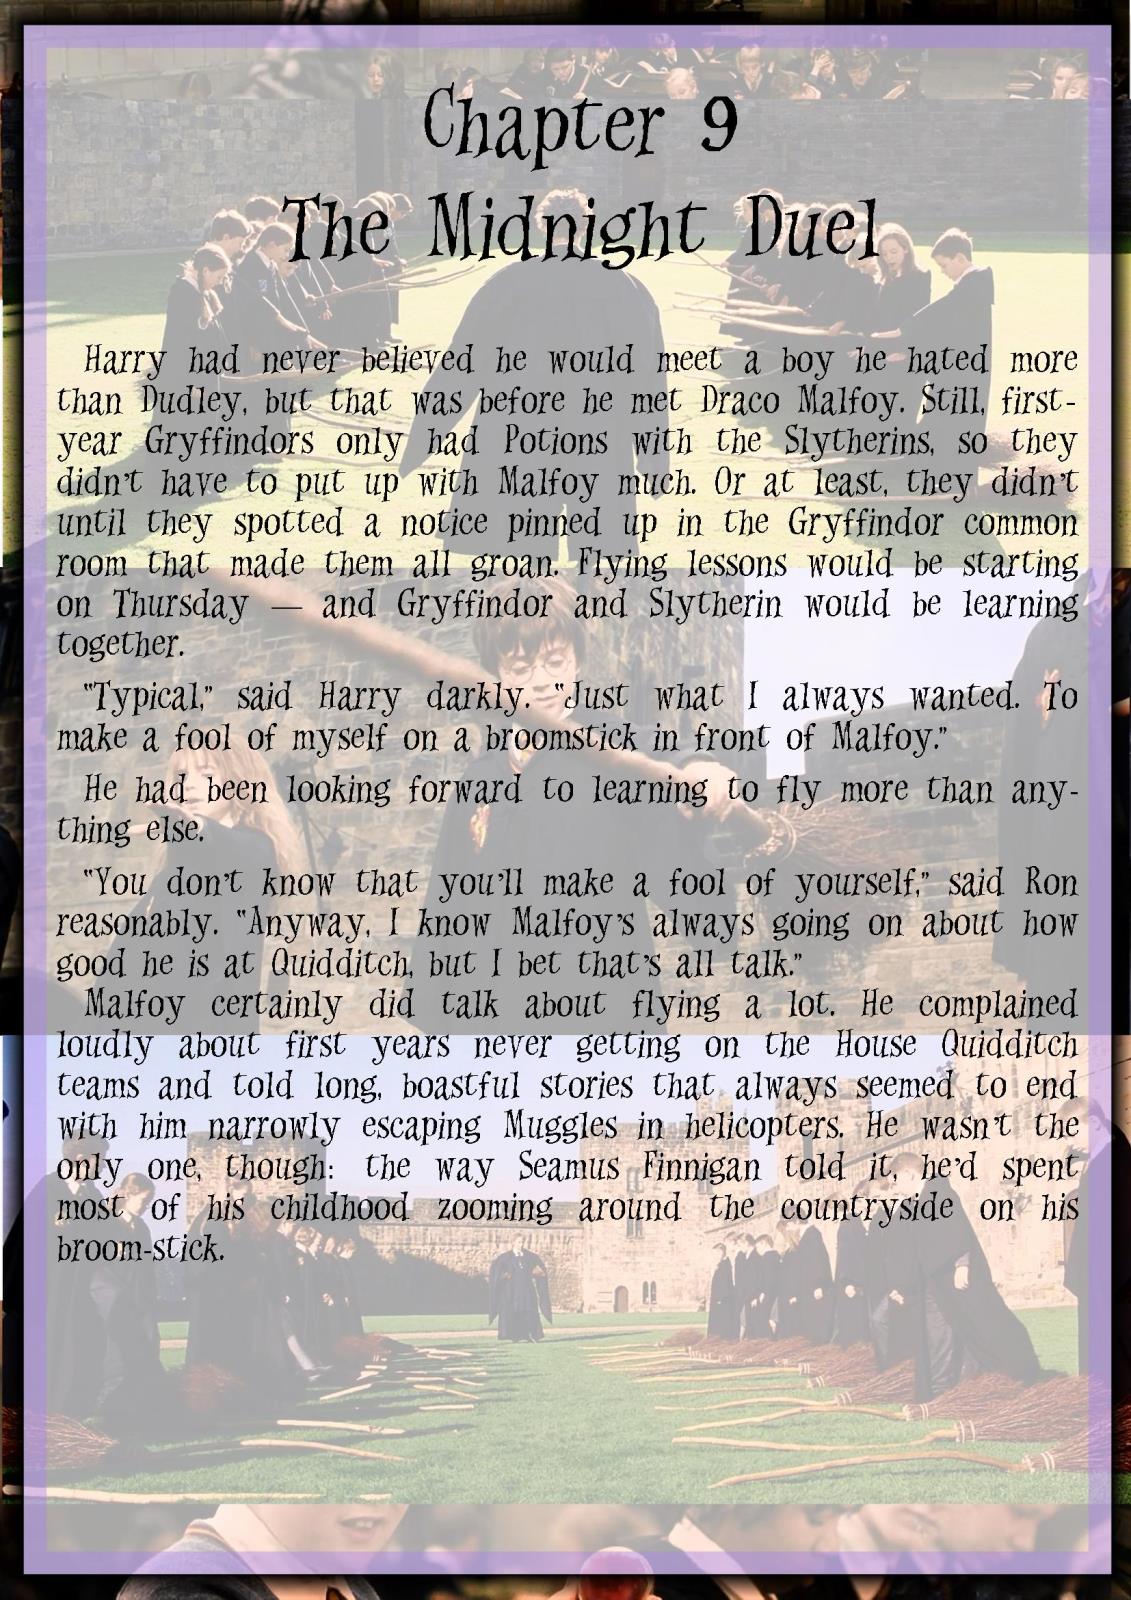 Chapter 9
The Midnight Duel
Harry had never believed he would meet a boy he hated more
than Dudley, but that was before he met Draco Malfoy. Still, first-
year Gryffindors only had Potions with the Slytherins, so they
didn't have to put up with Malfoy much. Or at least, they didn't
until they spotted a notice pinned up in the Gryffindor common
room that made them all groan. Flying lessons would be starting
on Thursday — and Gryffindor and Slytherin would be learning
together.
"Typical," said Harry darkly. "Just what I always wanted. To
make a fool of myself on a broomstick in front of Malfoy."
He had been looking forward to learning to fly more than any-
thing else.
"You don't know that you'll make a fool of yourself," said Ron
reasonably. "Anyway, I know Malfoy's always going on about how
good he is at Quidditch, but I bet that's all talk."
Malfoy certainly did talk about flying a lot. He complained
loudly about first years never getting on the House Quidditch
teams and told long, boastful stories that always seemed to end
with him narrowly escaping Muggles in helicopters. He wasn't the
only one, though: the way Seamus Finnigan told it, he'd spent
most of his childhood zooming around the countryside on his
broom-stick.